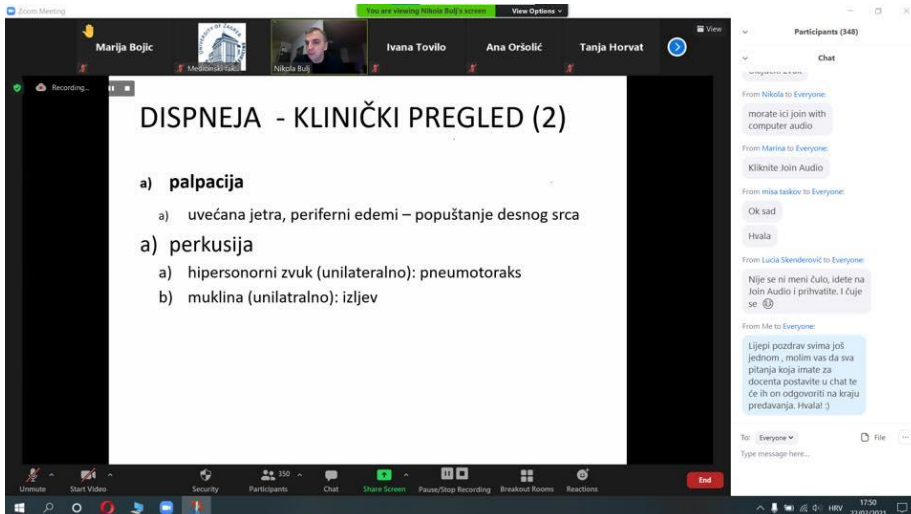 Zoom Meeting
You are viewing Nikola Bulj's screen
View Options
Marija Bojic
UNIVERSITY OF ZAGREB
Medicinski fak...
Nikola Bulj
Ivana Tovilo
Ana Oršolić
Tanja Horvat
View
Recording...
DISPNEJA - KLINIČKI PREGLED (2)
a) palpacija
a) uvećana jetra, periferni edemi – popuštanje desnog srca
a) perkusija
a) hipersonorni zvuk (unilateralno): pneumotoraks
b) muklina (unilatralno): izljev
Participants (348)
Chat
From Nikola to Everyone:
morate ici join with
computer audio
From Marina to Everyone:
Kliknite Join Audio
From misa taskov to Everyone:
Ok sad
Hvala
From Lucia Skenderović to Everyone:
Nije se ni meni čulo, idete na
Join Audio i prihvatite. I čuje
se
From Me to Everyone:
Lijepi pozdrav svima još
jednom , molim vas da sva
pitanja koja imate za
docenta postavite u chat te
će ih on odgovoriti na kraju
predavanja. Hvala! :)
To: Everyone
File
Type message here...
Unmute
Start Video
Security
350
Participants
Chat
Share Screen
Pause/Stop Recording
Breakout Rooms
Reactions
End
HRV
17:50
22/02/2021